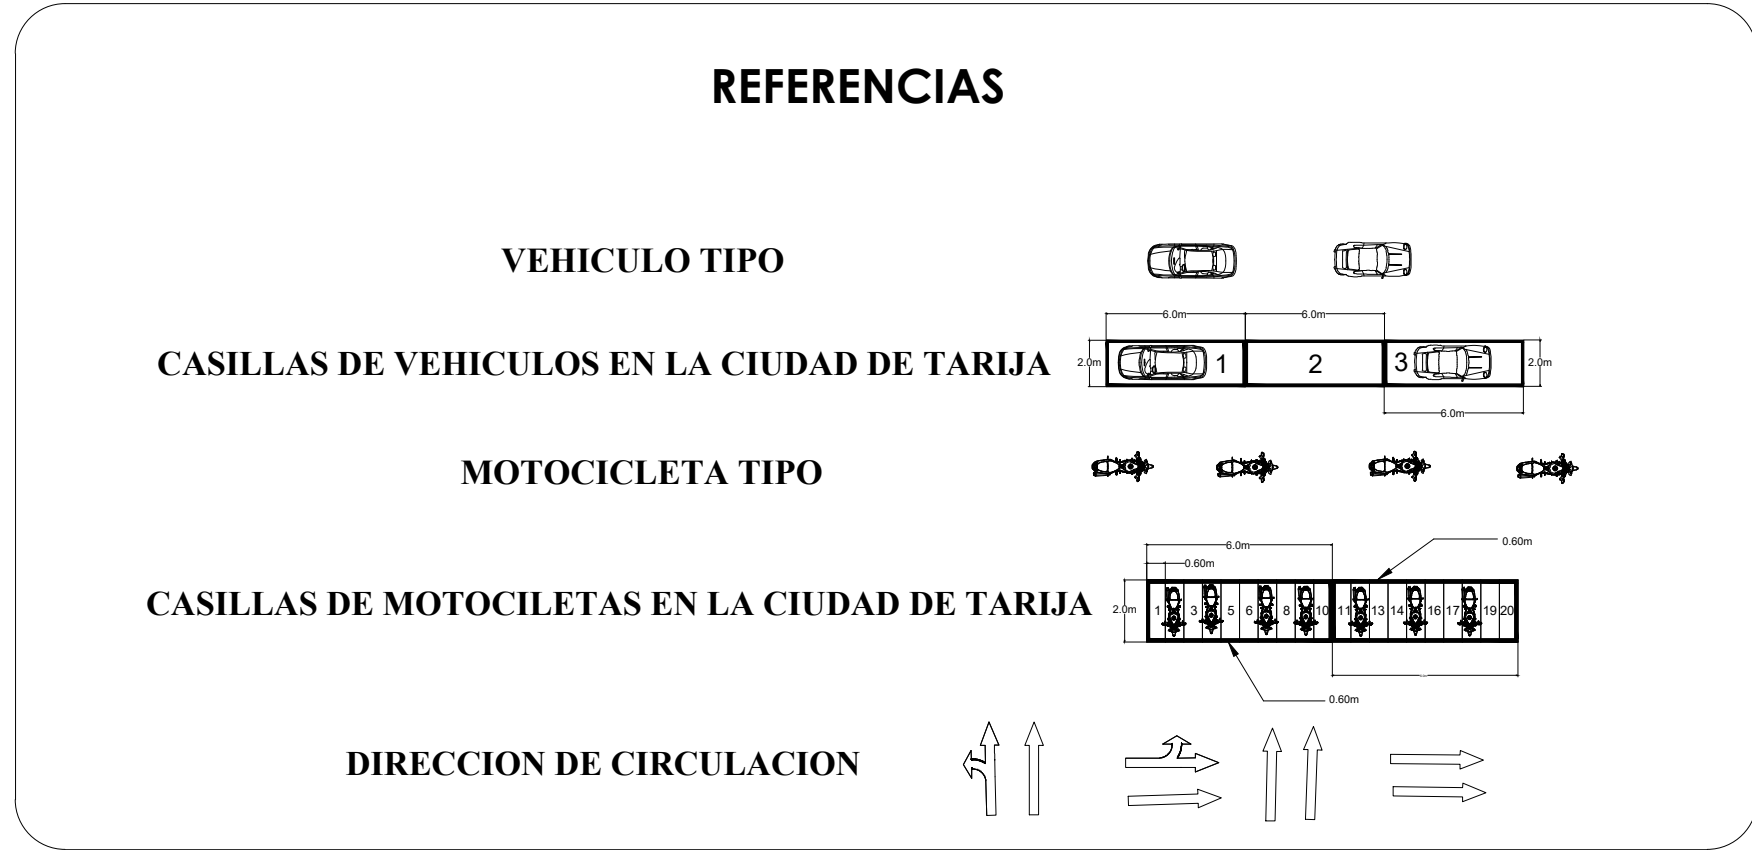 REFERENCIAS
VEHICULO TIPO
6.0m 6.0m
CASILLAS DE VEHICULOS EN LA CIUDAD DE TARIJA 2.0m 1 2 3 2.0m
6.0m
MOTOCICLETA TIPO
6.0m 0.60m
0.60m
CASILLAS DE MOTOCILETAS EN LA CIUDAD DE TARIJA 2.0m 1 3 5 6 8 10 11 13 14 16 17 19 20
0.60m
DIRECCION DE CIRCULACION